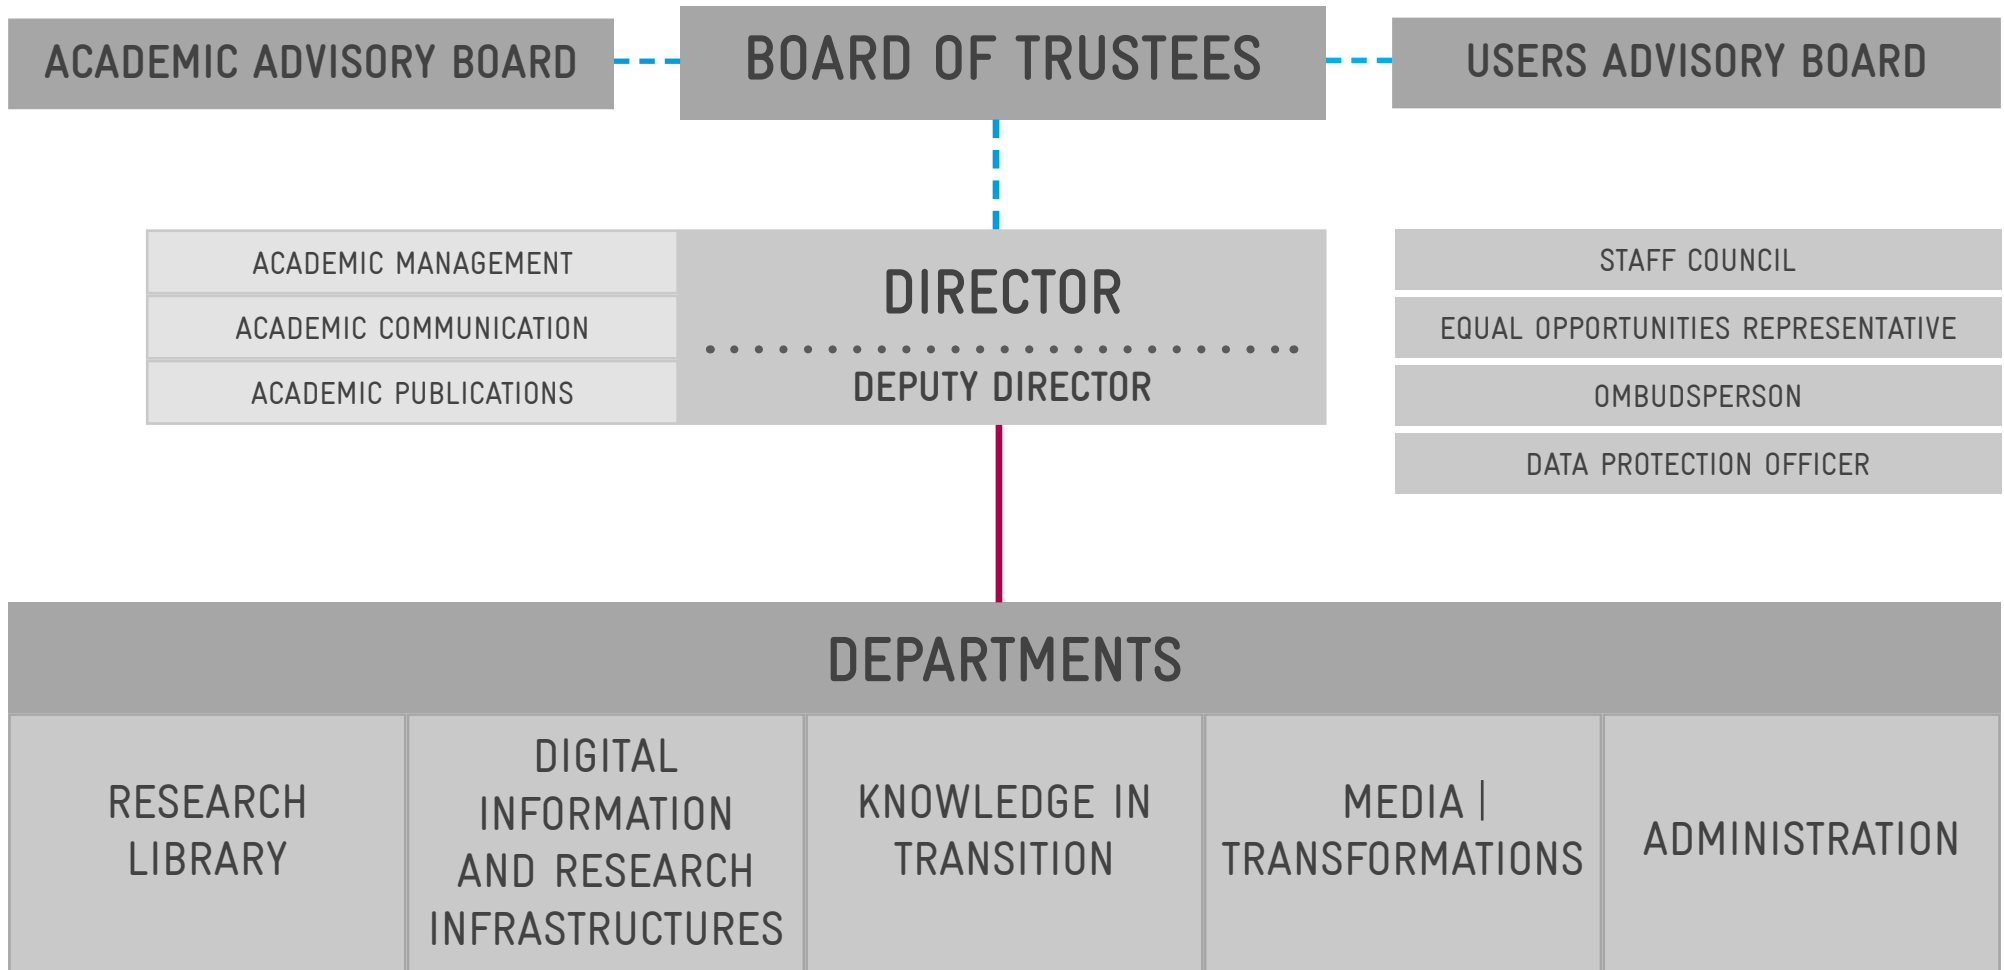 ACADEMIC ADVISORY BOARD
BOARD OF TRUSTEES
USERS ADVISORY BOARD
ACADEMIC MANAGEMENT
ACADEMIC COMMUNICATION
ACADEMIC PUBLICATIONS
DIRECTOR
DEPUTY DIRECTOR
STAFF COUNCIL
EQUAL OPPORTUNITIES REPRESENTATIVE
OMBUDSPERSON
DATA PROTECTION OFFICER
DEPARTMENTS
RESEARCH
LIBRARY
DIGITAL
INFORMATION
AND RESEARCH
INFRASTRUCTURES
KNOWLEDGE IN
TRANSITION
MEDIA |
TRANSFORMATIONS
ADMINISTRATION